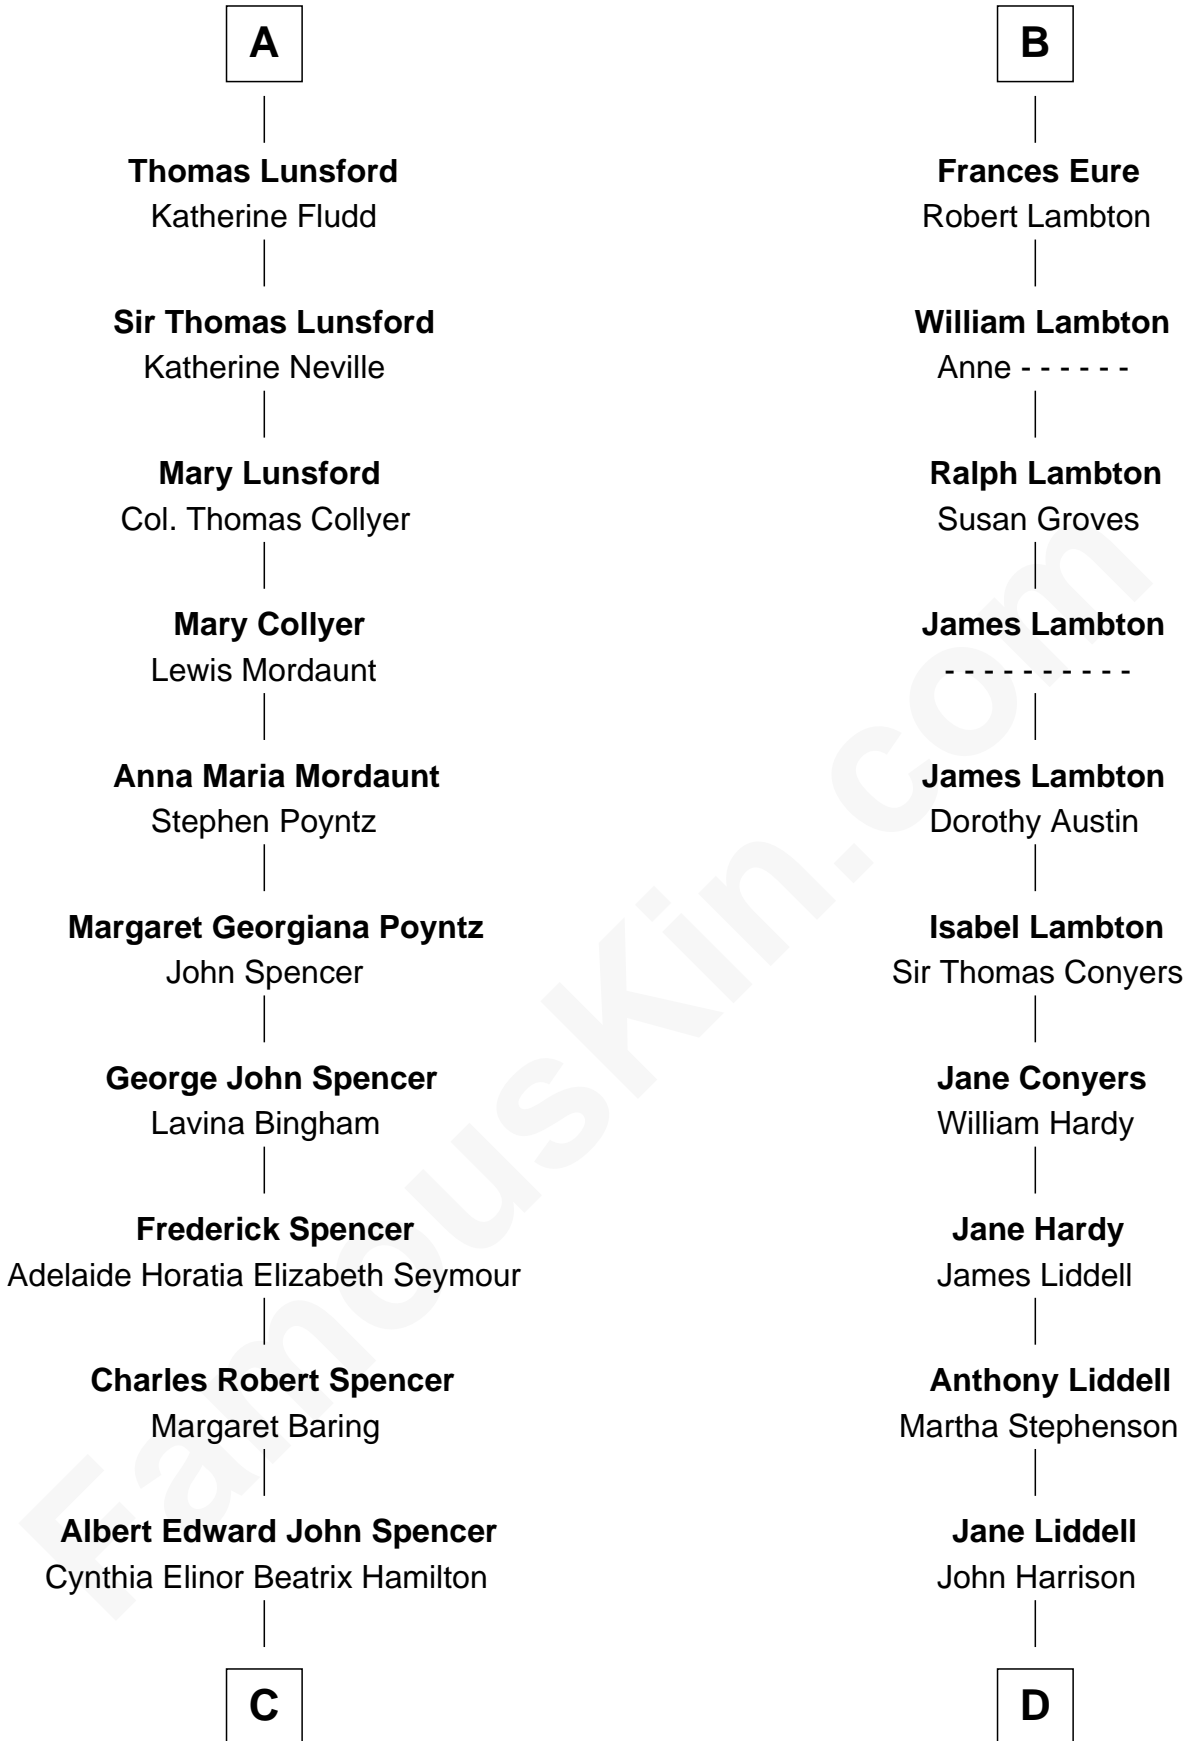 A
Thomas Lunsford
Katherine Fludd
Sir Thomas Lunsford
Katherine Neville
Mary Lunsford
Col. Thomas Collyer
Mary Collyer
Lewis Mordaunt
Anna Maria Mordaunt
Stephen Poyntz
Margaret Georgiana Poyntz
John Spencer
George John Spencer
Lavina Bingham
Frederick Spencer
Adelaide Horatia Elizabeth Seymour
Charles Robert Spencer
Margaret Baring
Albert Edward John Spencer
Cynthia Elinor Beatrix Hamilton
C
B
Frances Eure
Robert Lambton
William Lambton
Anne - - - - - -
Ralph Lambton
Susan Groves
James Lambton
- - - - - - - - - -
James Lambton
Dorothy Austin
Isabel Lambton
Sir Thomas Conyers
Jane Conyers
William Hardy
Jane Hardy
James Liddell
Anthony Liddell
Martha Stephenson
Jane Liddell
John Harrison
D
FamousKin.com